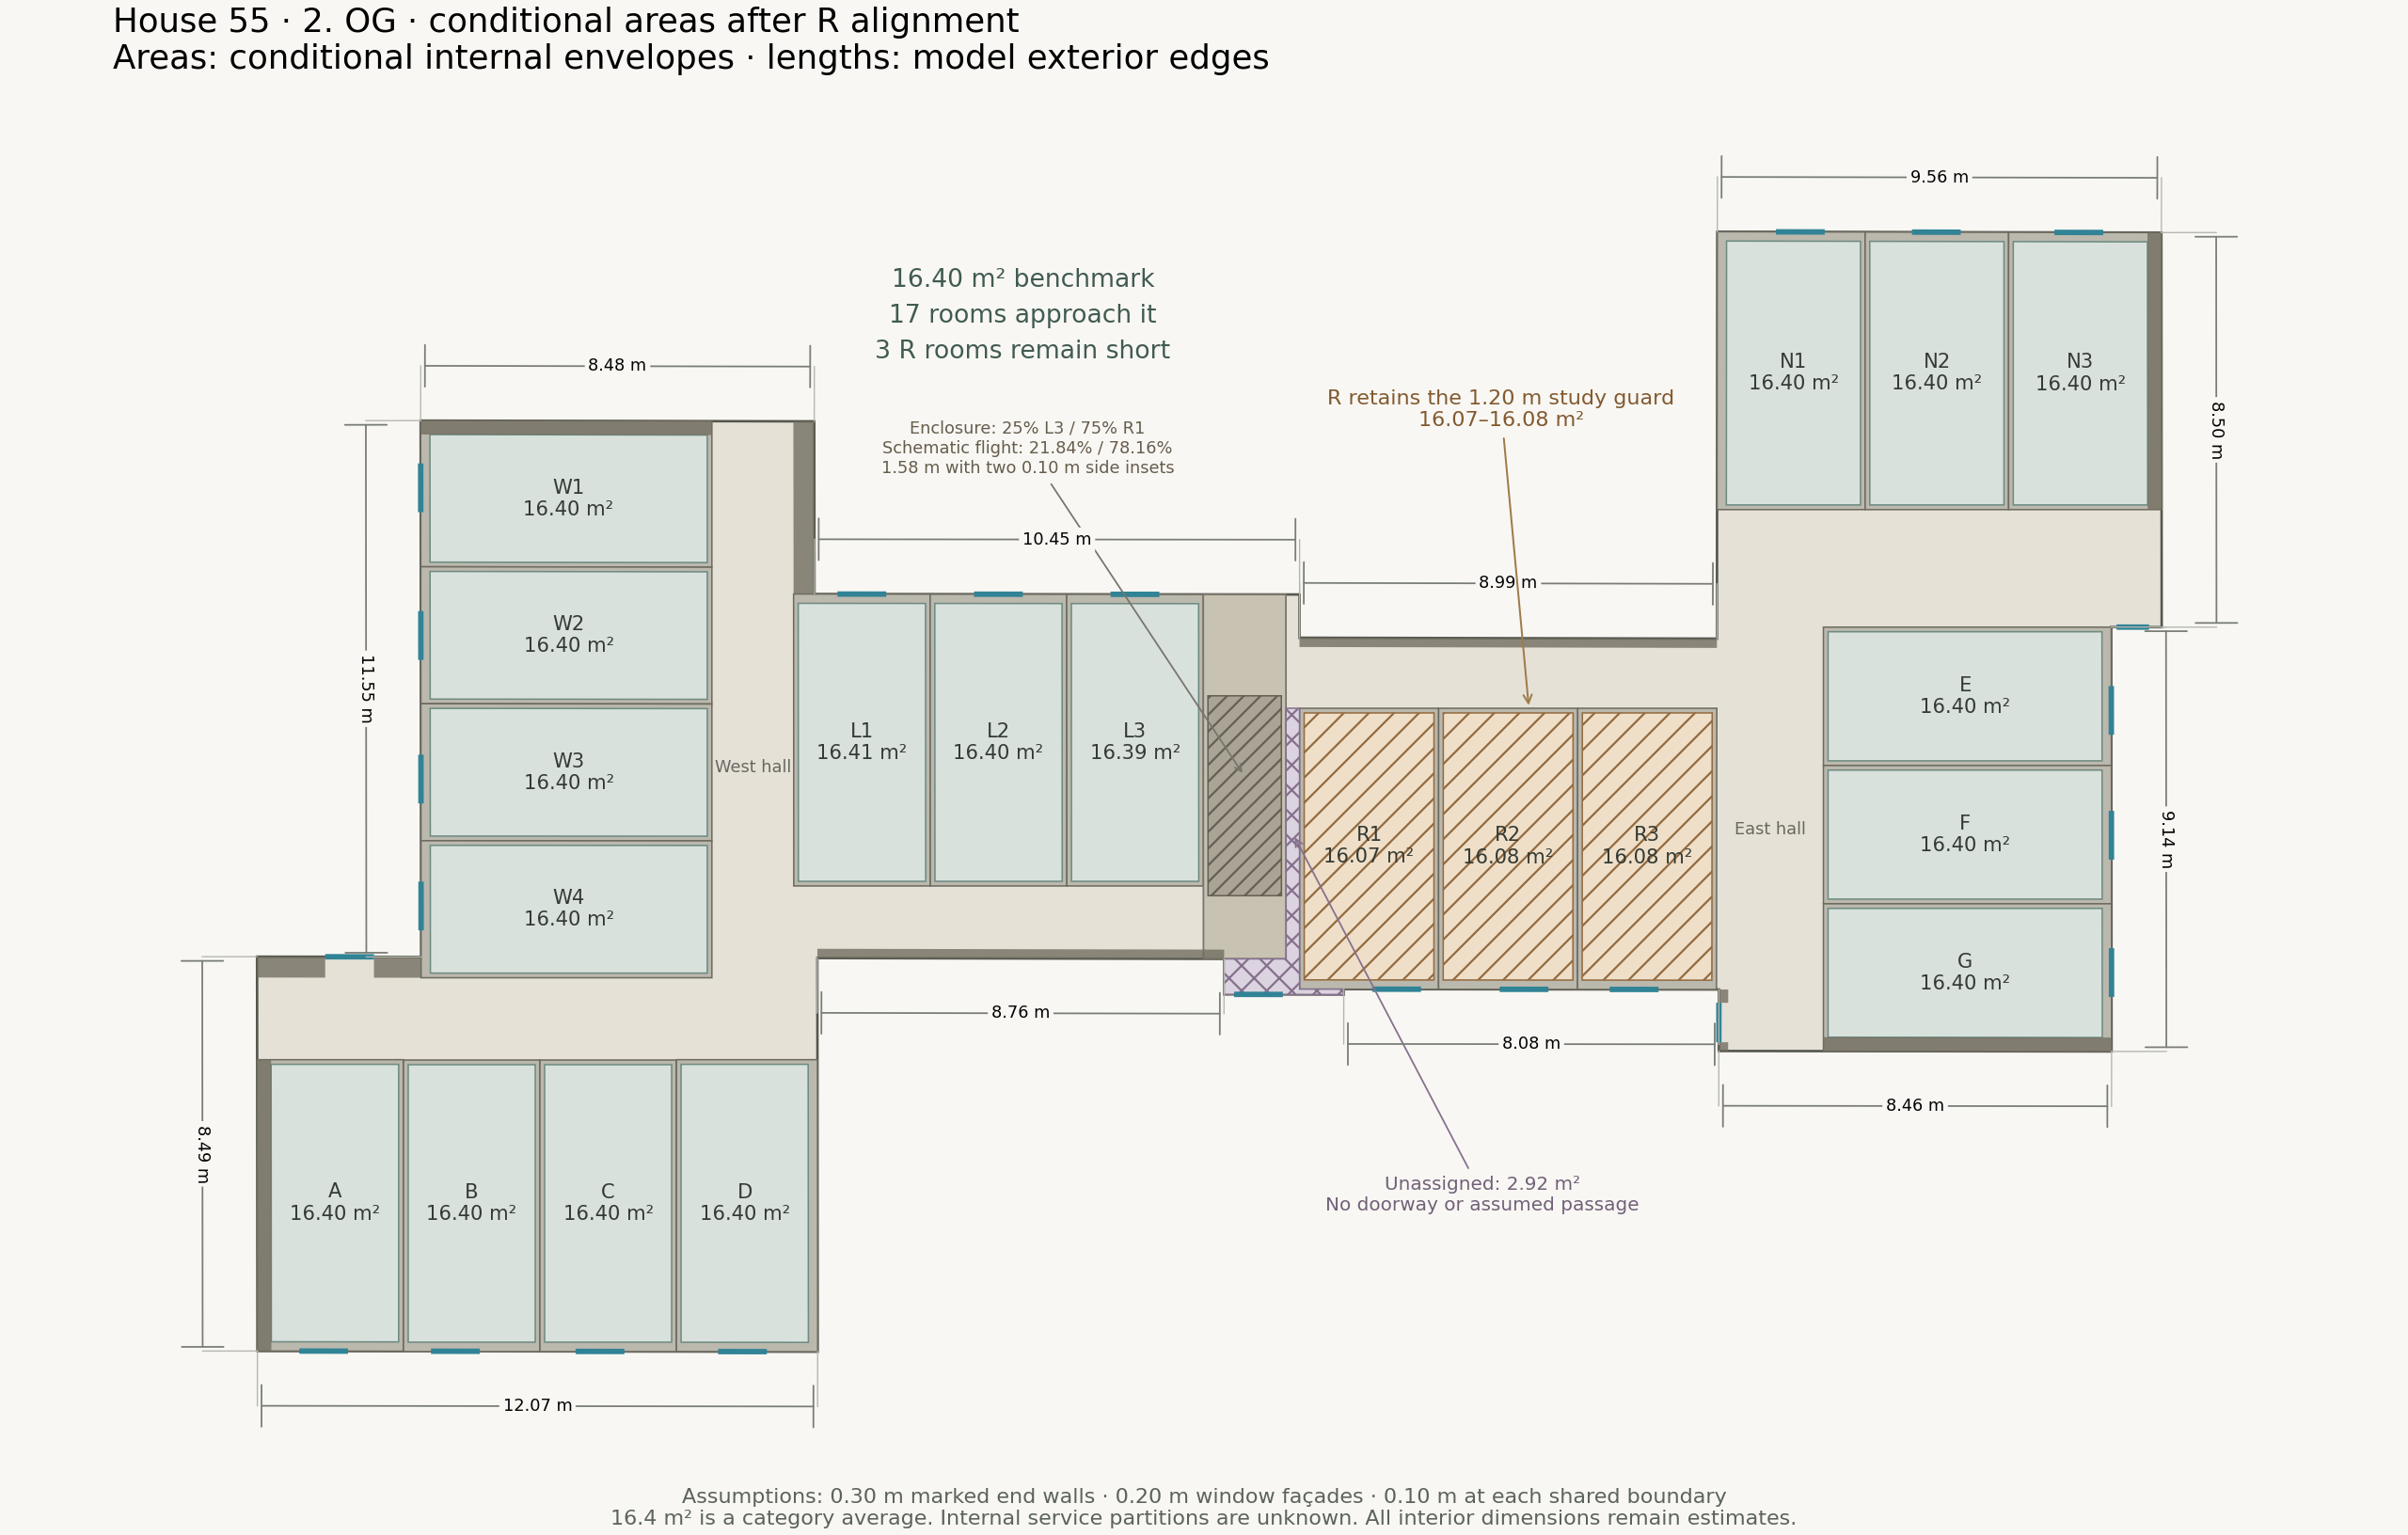 House 55 · 2. OG · conditional areas after R alignment
Areas: conditional internal envelopes · lengths: model exterior edges
9.56 m
16.40 m² benchmark
17 rooms approach it
3 R rooms remain short
8.48 m
N1
16.40 m²
N2
16.40 m²
N3
16.40 m²
8.50 m
R retains the 1.20 m study guard
16.07–16.08 m²
Enclosure: 25% L3 / 75% R1
Schematic flight: 21.84% / 78.16%
1.58 m with two 0.10 m side insets
W1
16.40 m²
10.45 m
8.99 m
W2
16.40 m²
11.55 m
E
16.40 m²
L1
16.41 m²
L2
16.40 m²
L3
16.39 m²
W3
16.40 m²
West hall
R1
16.07 m²
R2
16.08 m²
R3
16.08 m²
East hall
F
16.40 m²
9.14 m
W4
16.40 m²
G
16.40 m²
8.76 m
8.08 m
8.46 m
8.49 m
A
16.40 m²
B
16.40 m²
C
16.40 m²
D
16.40 m²
Unassigned: 2.92 m²
No doorway or assumed passage
12.07 m
Assumptions: 0.30 m marked end walls · 0.20 m window façades · 0.10 m at each shared boundary
16.4 m² is a category average. Internal service partitions are unknown. All interior dimensions remain estimates.